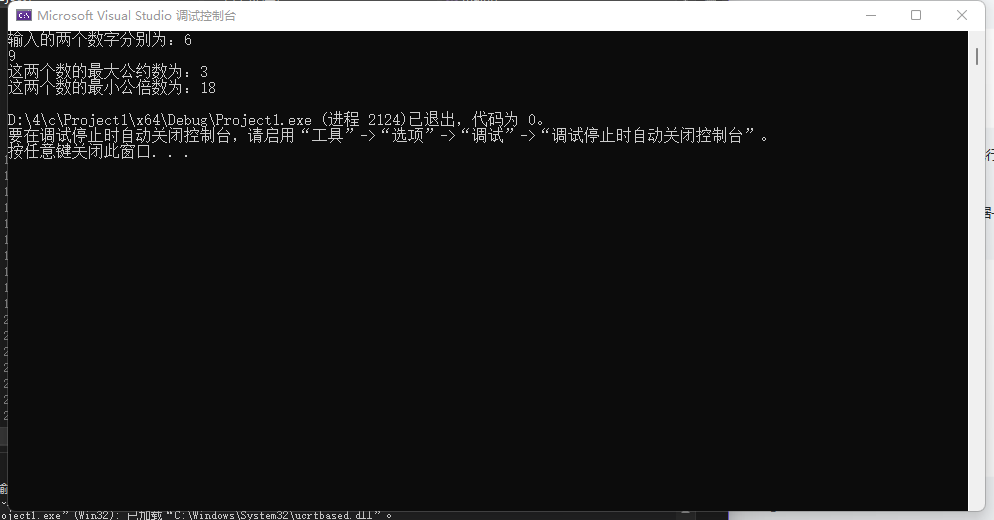 Microsoft Visual Studio 调试控制台
输入的两个数字分别为：6
9
这两个数的最大公约数为：3
这两个数的最小公倍数为：18
D:\4\c\Project1\x64\Debug\Project1.exe (进程 2124)已退出，代码为 0。
要在调试停止时自动关闭控制台，请启用“工具”->“选项”->“调试”->“调试停止时自动关闭控制台”。
按任意键关闭此窗口. . .
oject1.exe”(Win32): 已加载“C:\Windows\System32\ucrtbased.dll”。